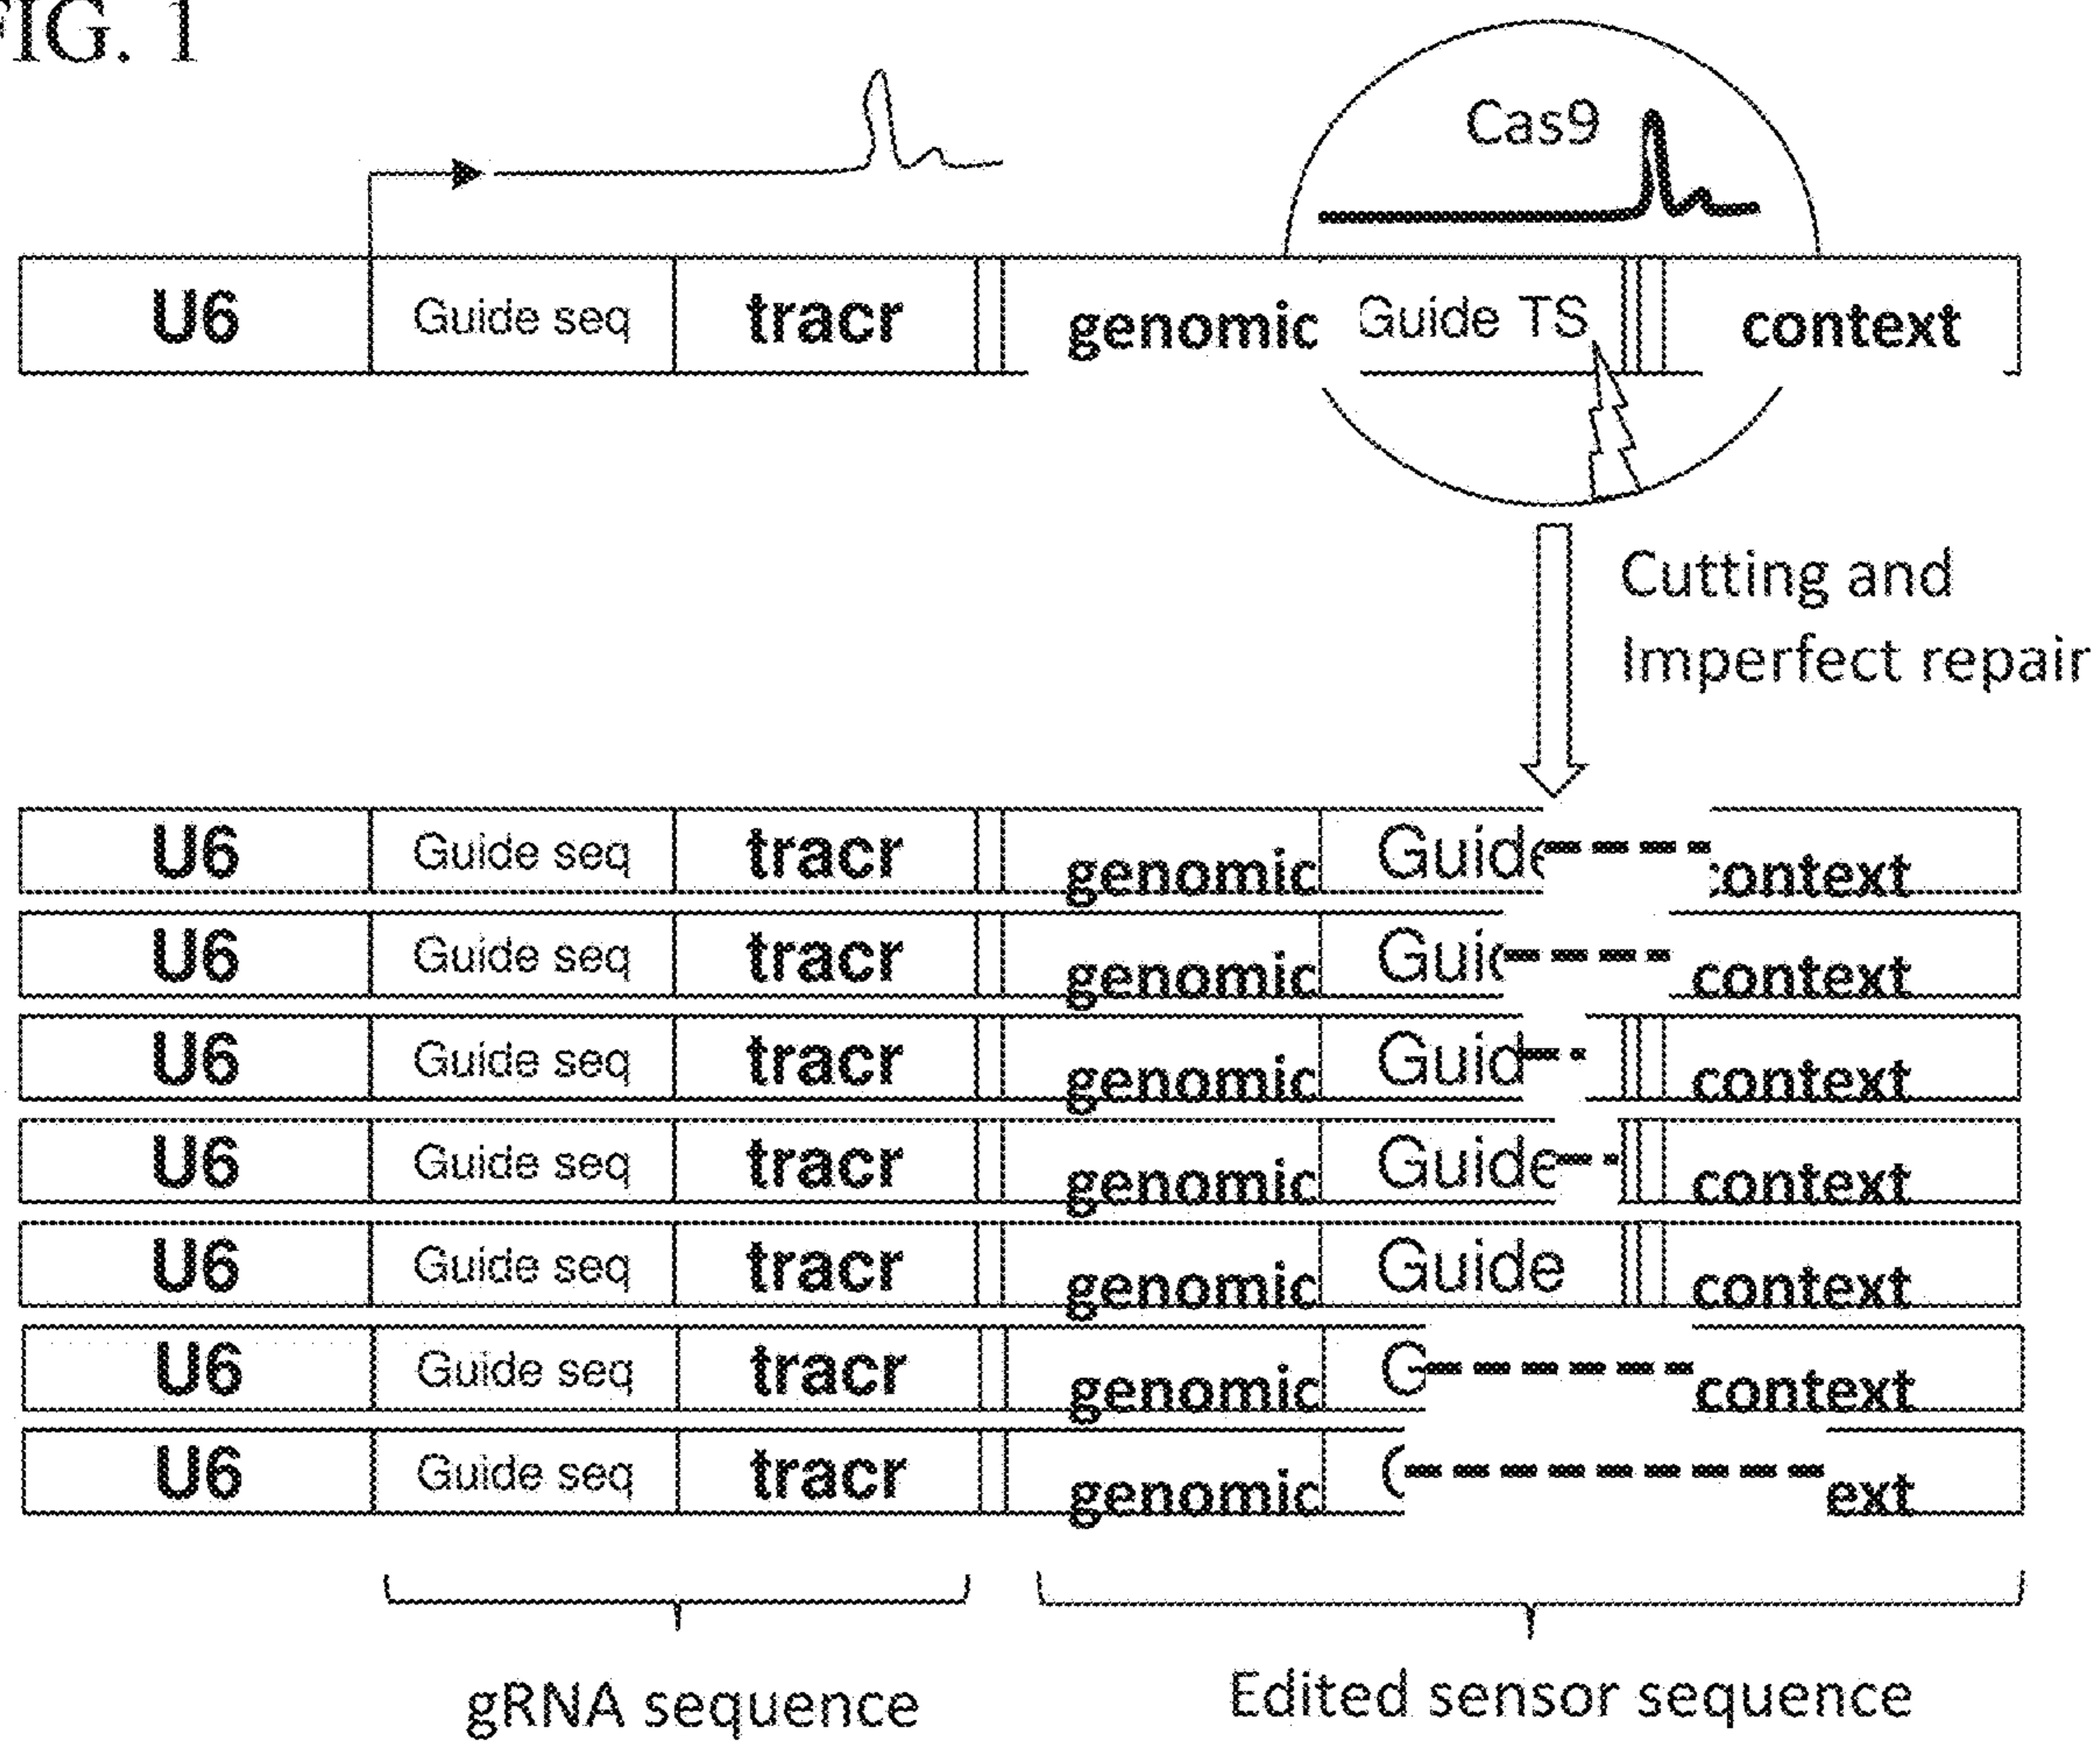 FIG. 1
Cas9
U6 Guide seq tracr genomic Guide TS context
Cutting and
Imperfect repair
U6 Guide seq tracr genomic Guide context
U6 Guide seq tracr genomic Gui context
U6 Guide seq tracr genomic Guid context
U6 Guide seq tracr genomic Guide context
U6 Guide seq tracr genomic Guide context
U6 Guide seq tracr genomic G context
U6 Guide seq tracr genomic ext
gRNA sequence
Edited sensor sequence